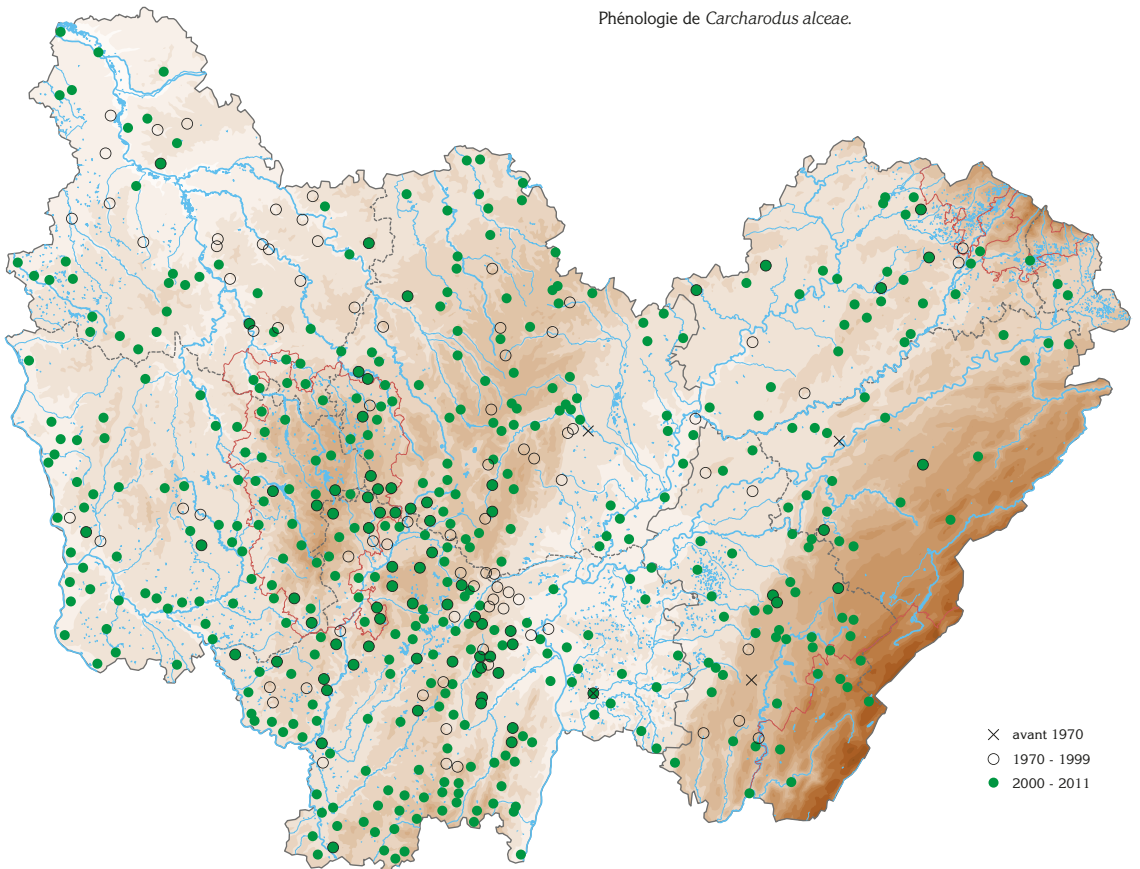 Phénologie de Carcharodus alceae.
avant 1970
1970 - 1999
2000 - 2011